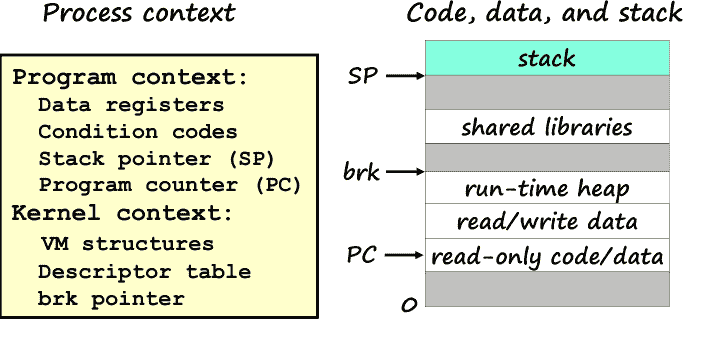 Process context
Program context:
Data registers
Condition codes
Stack pointer (SP)
Program counter (PC)
Kernel context:
VM structures
Descriptor table
brk pointer
Code, data, and stack
stack
SP
shared libraries
brk
run-time heap
read/write data
PC
read-only code/data
0